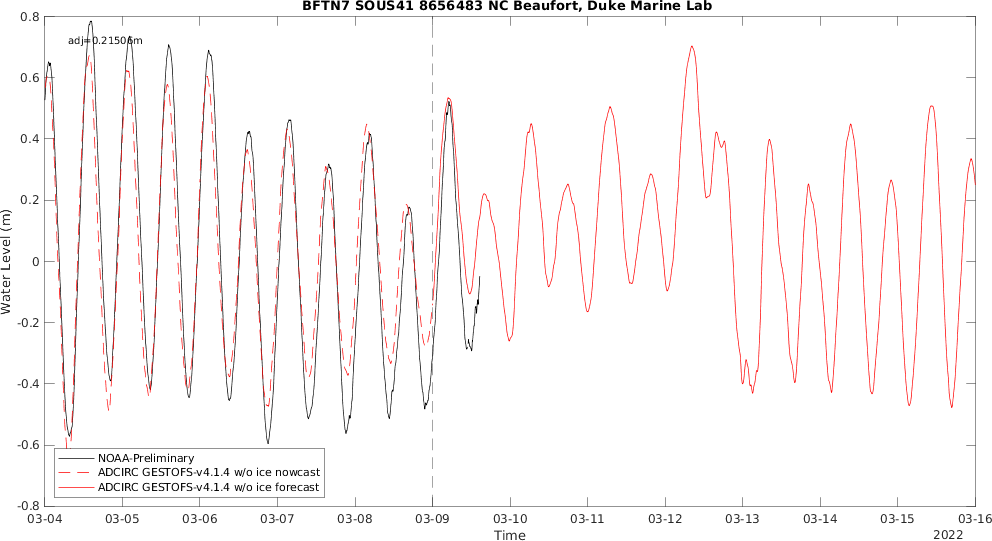 BFTN7 SOUS41 8656483 NC Beaufort, Duke Marine Lab
adj=0.21506m
Water Level (m)
0.8
0.6
0.4
0.2
0
-0.2
-0.4
-0.6
-0.8
NOAA-Preliminary
ADCIRC GESTOFS-v4.1.4 w/o ice nowcast
ADCIRC GESTOFS-v4.1.4 w/o ice forecast
03-04 03-05 03-06 03-07 03-08 03-09 03-10 03-11 03-12 03-13 03-14 03-15 03-16
Time
2022